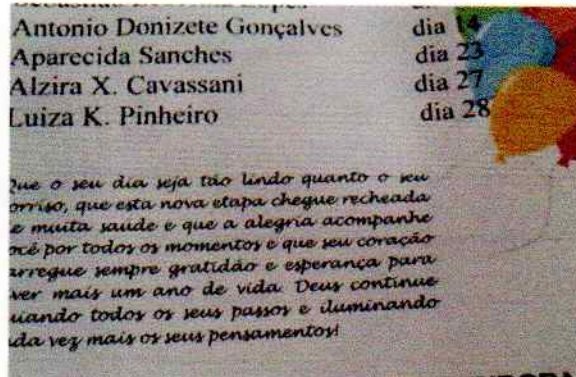 Antonio Donizete Gonçalves dia 14
Aparecida Sanches dia 23
Alzira X. Cavassani dia 27
Luiza K. Pinheiro dia 28
Que o seu dia seja tão lindo quanto o seu
orriso, que esta nova etapa chegue recheada
e muita saúde e que a alegria acompanhe
ocê por todos os momentos e que seu coração
arregue sempre gratidão e esperança para
ver mais um ano de vida. Deus continue
uiando todos os seus passos e iluminando
da vez mais os seus pensamentos!